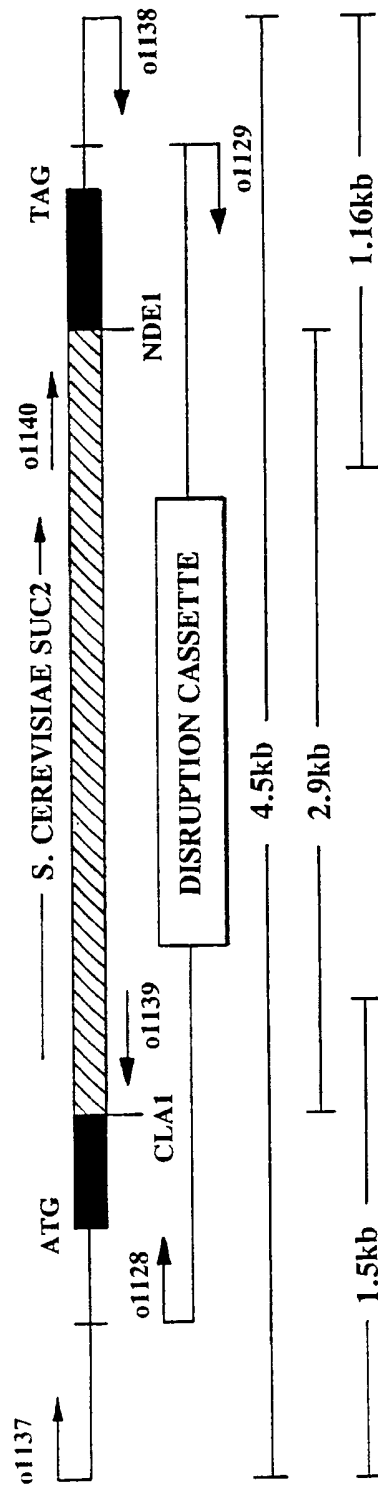 o1137
ATG
S. CEREVISIAE SUC2
o1140
TAG
o1138
o1128
CLA1
o1139
NDE1
o1129
DISRUPTION CASSETTE
4.5kb
2.9kb
1.5kb
1.16kb